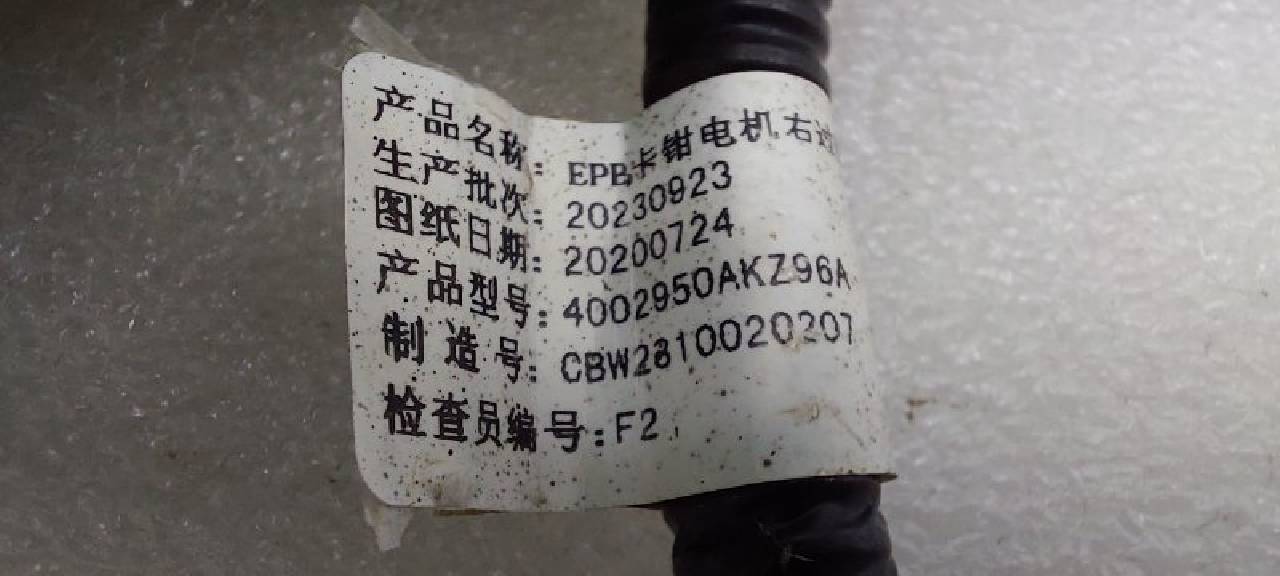 产品名称：EPB卡钳电机右过
生产批次：20230923
图纸日期：20200724
产品型号：4002950AKZ96A
制造号：CBW2810020207
检查员编号：F2